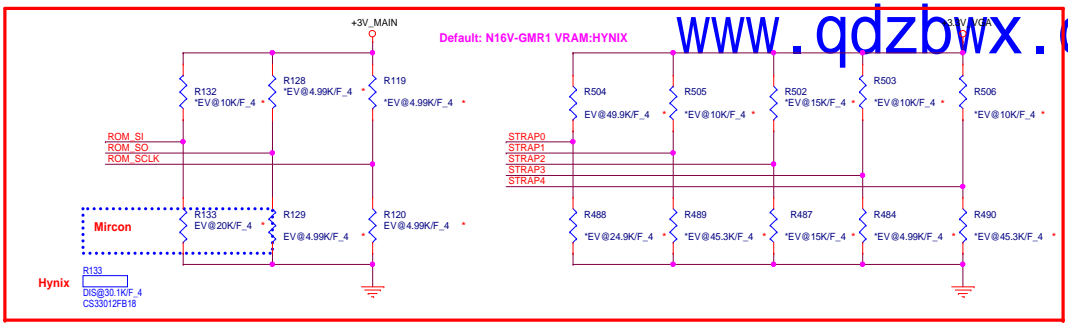 +3V_MAIN
Default: N16V-GMR1 VRAM:HYNIX
www.qdzbwx.
R132
*EV@10K/F_4 *
R128
*EV@4.99K/F_4 *
R119
*EV@4.99K/F_4 *
R504
EV@49.9K/F_4 *
R505
*EV@10K/F_4 *
R502
*EV@15K/F_4 *
R503
*EV@10K/F_4 *
R506
*EV@10K/F_4 *
ROM_SI
ROM_SO
ROM_SCLK
STRAP0
STRAP1
STRAP2
STRAP3
STRAP4
Mircon
R133
EV@20K/F_4 *
R129
EV@4.99K/F_4 *
R120
EV@4.99K/F_4 *
R488
*EV@24.9K/F_4 *
R489
*EV@45.3K/F_4 *
R487
*EV@15K/F_4 *
R484
*EV@4.99K/F_4 *
R490
*EV@45.3K/F_4 *
Hynix
R133
DIS@30.1K/F_4
CS33012FB18